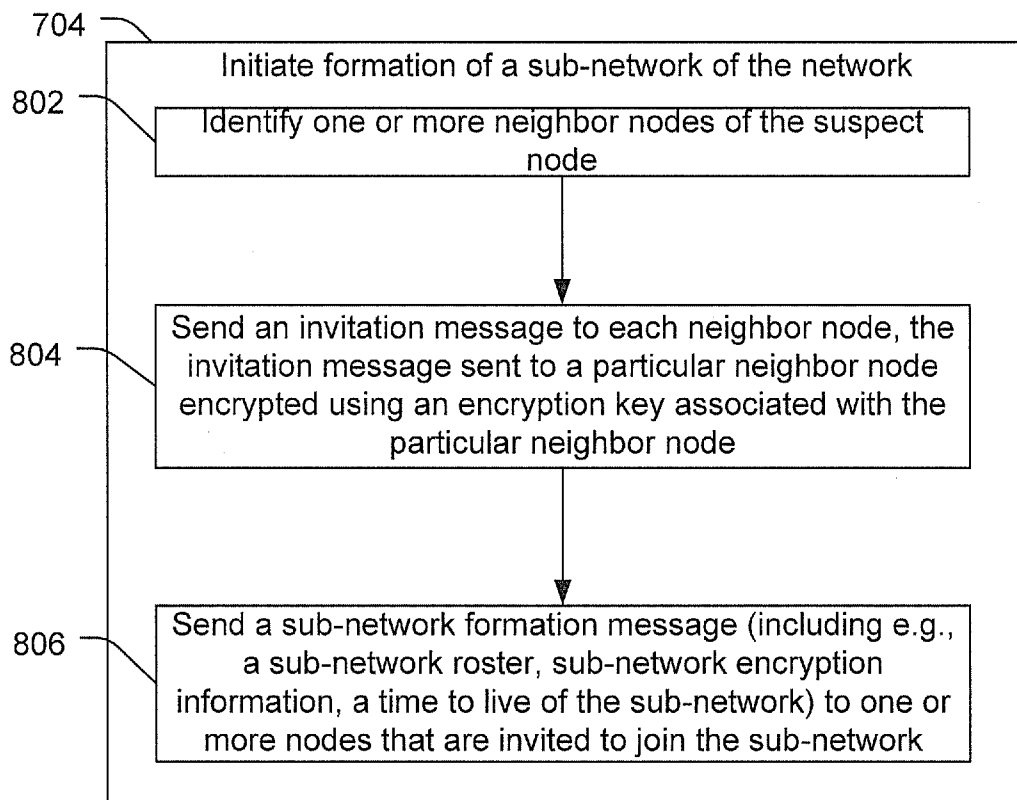 704
Initiate formation of a sub-network of the network
802
Identify one or more neighbor nodes of the suspect
node
804
Send an invitation message to each neighbor node, the
invitation message sent to a particular neighbor node
encrypted using an encryption key associated with the
particular neighbor node
806
Send a sub-network formation message (including e.g.,
a sub-network roster, sub-network encryption
information, a time to live of the sub-network) to one or
more nodes that are invited to join the sub-network